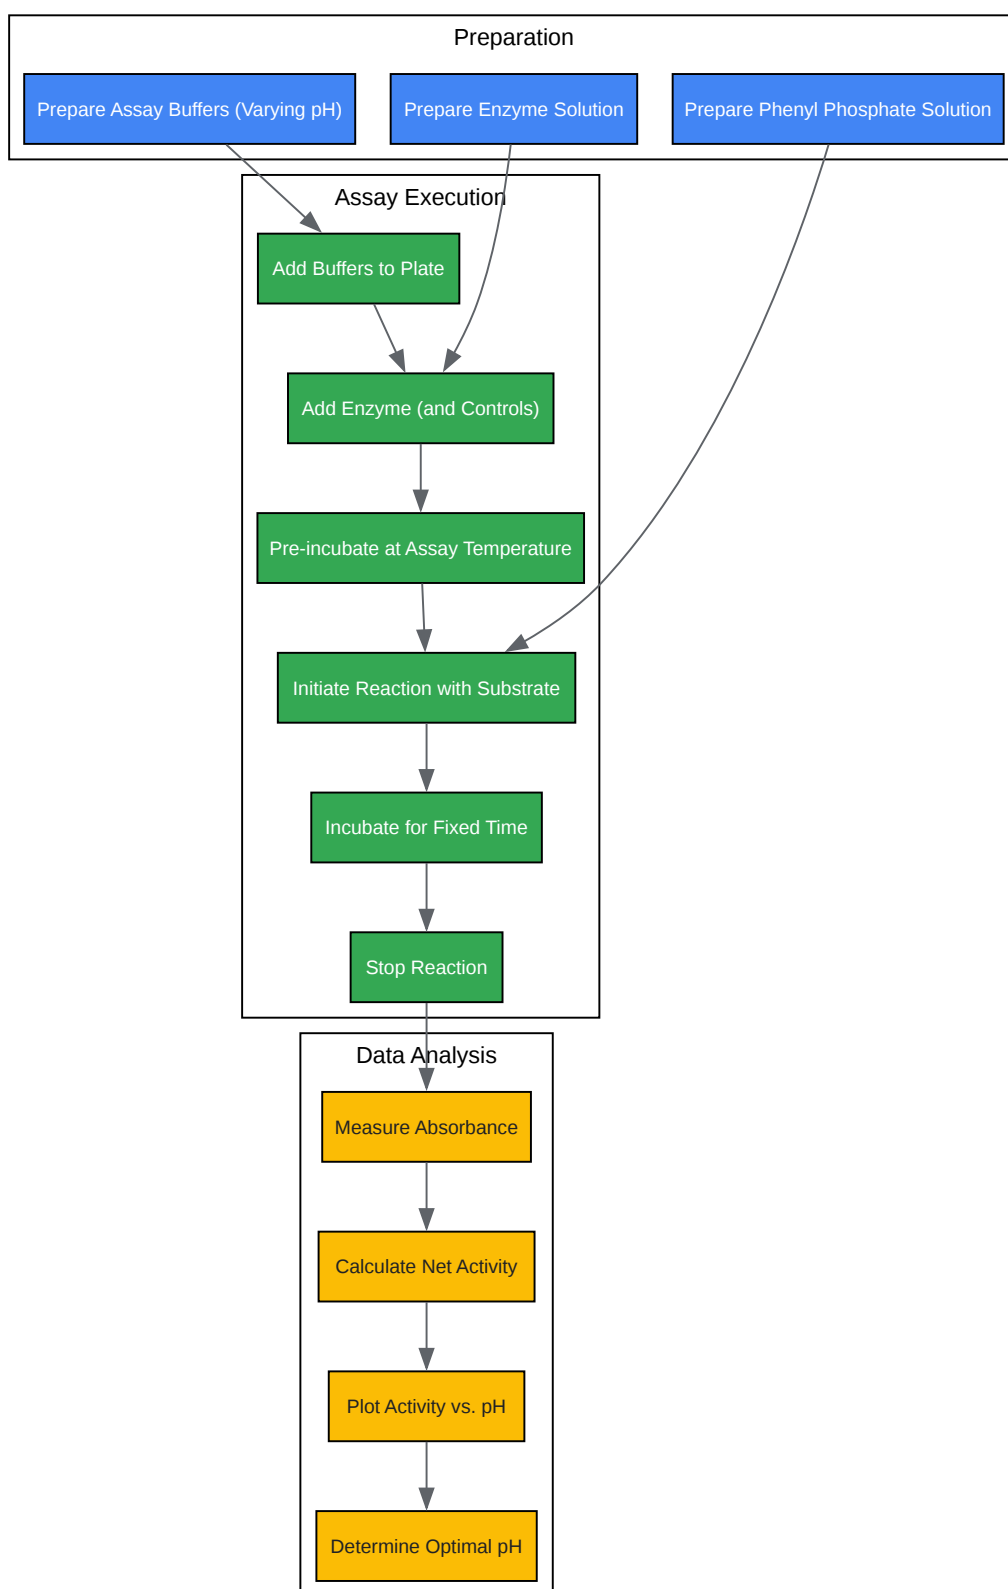 Preparation
Prepare Assay Buffers (Varying pH)
Prepare Enzyme Solution
Prepare Phenyl Phosphate Solution
Assay Execution
Add Buffers to Plate
Add Enzyme (and Controls)
Pre-incubate at Assay Temperature
Initiate Reaction with Substrate
Incubate for Fixed Time
Stop Reaction
Data Analysis
Measure Absorbance
Calculate Net Activity
Plot Activity vs. pH
Determine Optimal pH